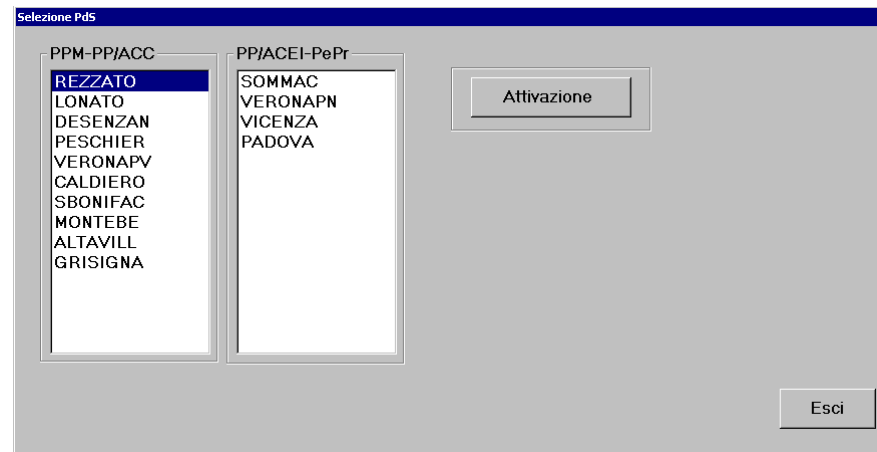 Selezione PdS
PPM-PP/ACC
REZZATO
LONATO
DESENZAN
PESCHIER
VERONAPV
CALDIERO
SBONIFAC
MONTEBE
ALTAVILL
GRISIGNA
PP/ACEI-PePr
SOMMAC
VERONAPN
VICENZA
PADOVA
Attivazione
Esci